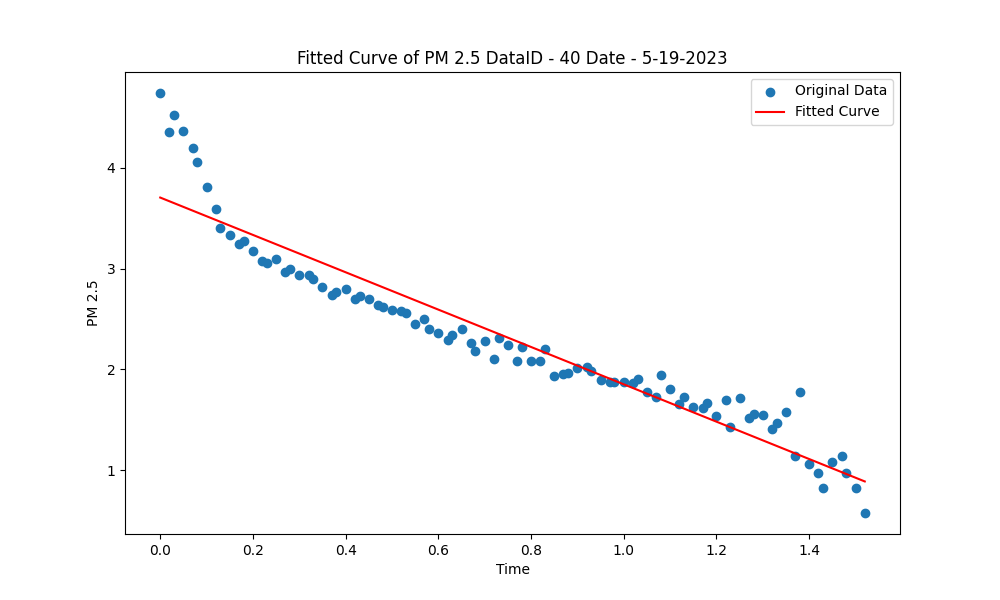 Fitted Curve of PM 2.5 DataID - 40 Date - 5-19-2023
Original Data
Fitted Curve
4
3
2
1
PM 2.5
0.0 0.2 0.4 0.6 0.8 1.0 1.2 1.4
Time